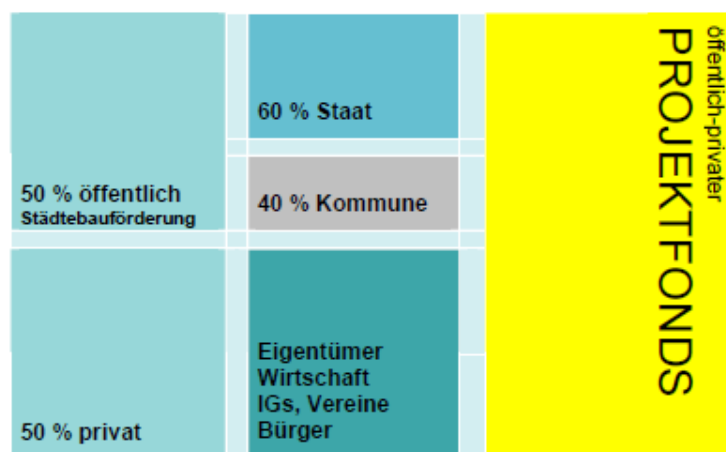 50 % öffentlich
Städtebauförderung
60 % Staat
40 % Kommune
50 % privat
Eigentümer
Wirtschaft
IGs, Vereine
Bürger
öffentlich-privater
PROJEKTFONDS